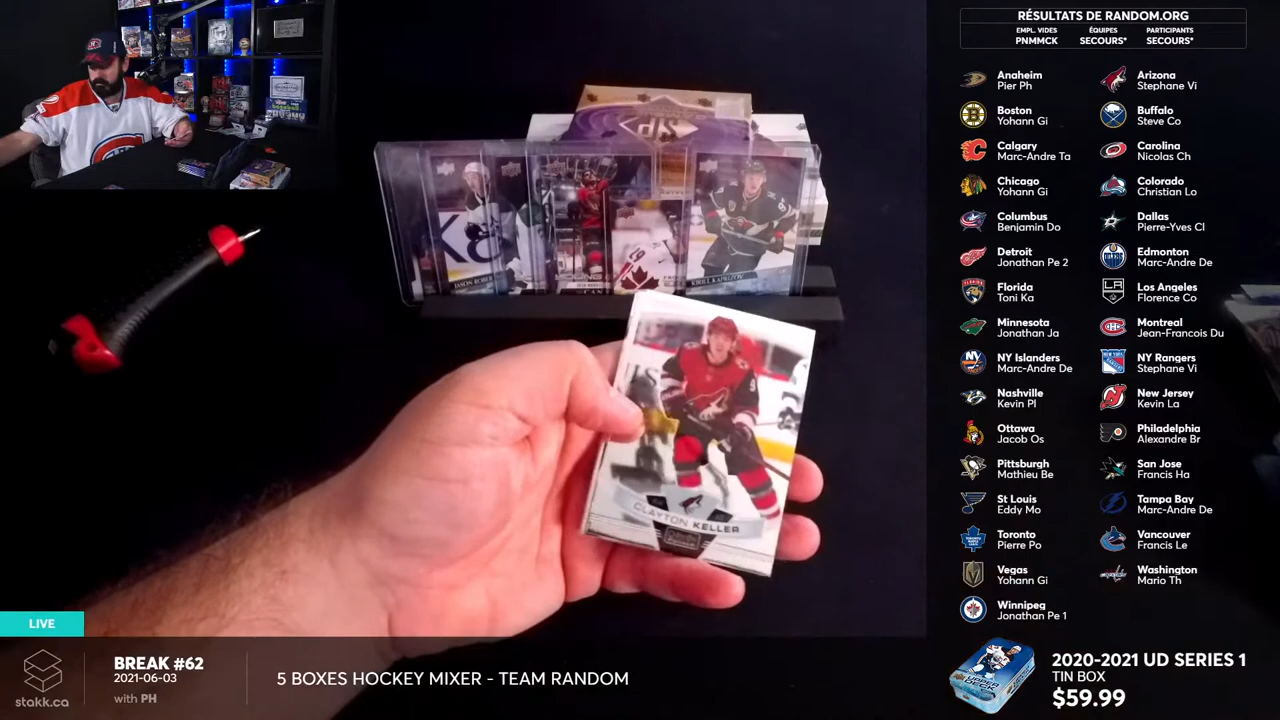 RÉSULTATS DE RANDOM.ORG
EMPL. VIDES
PNMMCK
ÉQUIPES
SECOURS*
PARTICIPANTS
SECOURS*
Anaheim
Pier Ph
Arizona
Stephane Vi
Boston
Yohann Gi
Buffalo
Steve Co
Calgary
Marc-Andre Ta
Carolina
Nicolas Ch
Chicago
Yohann Gi
Colorado
Christian Lo
Columbus
Benjamin Do
Dallas
Pierre-Yves Cl
Detroit
Jonathan Pe 2
Edmonton
Marc-Andre De
Florida
Toni Ka
Los Angeles
Florence Co
Minnesota
Jonathan Ja
Montreal
Jean-Francois Du
NY Islanders
Marc-Andre De
NY Rangers
Stephane Vi
Nashville
Kevin Pl
New Jersey
Kevin La
Ottawa
Jacob Os
Philadelphia
Alexandre Br
Pittsburgh
Mathieu Be
San Jose
Francis Ha
St Louis
Eddy Mo
Tampa Bay
Marc-Andre De
Toronto
Pierre Po
Vancouver
Francis Le
Vegas
Yohann Gi
Washington
Mario Th
Winnipeg
Jonathan Pe 1
SP
KIRILL KAPRIZOV
CLAYTON KELLER
LIVE
stakk.ca
BREAK #62
2021-06-03
with PH
5 BOXES HOCKEY MIXER - TEAM RANDOM
2020-2021 UD SERIES 1
TIN BOX
$59.99